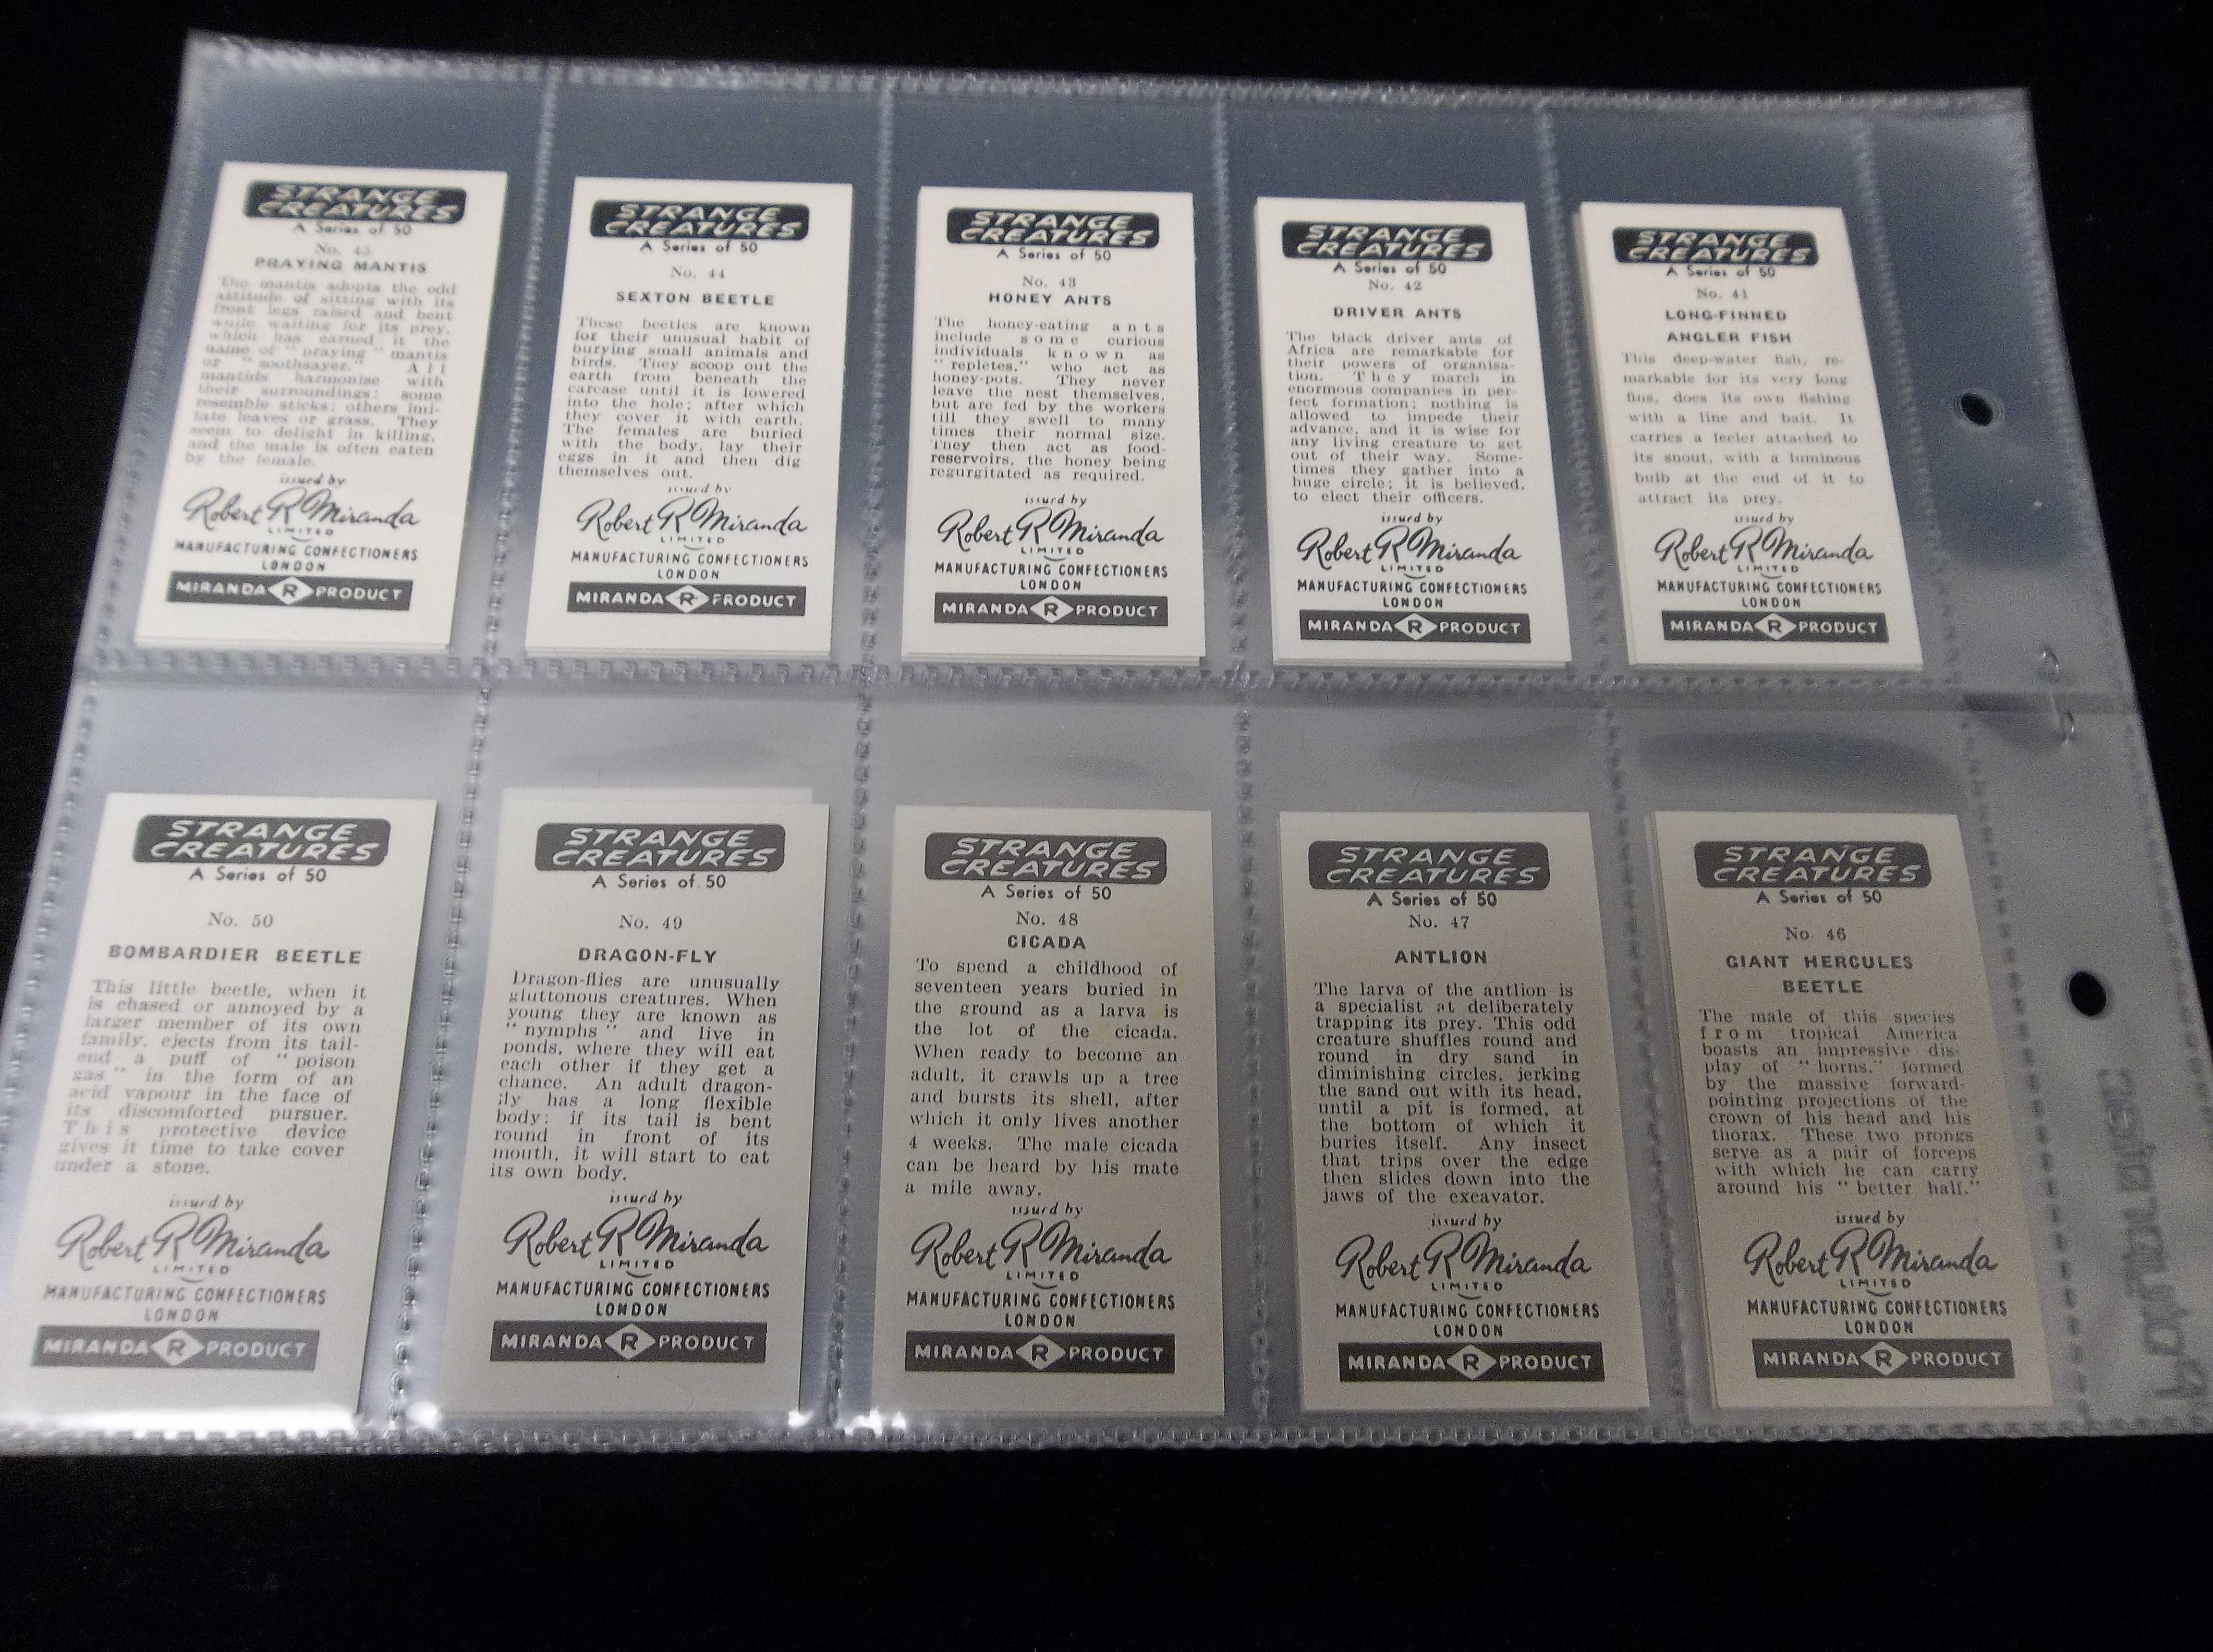 STRANGE
CREATURES
A Series of 50
No. 45
PRAYING MANTIS
The mantis adopts the odd
attitude of sitting with its
front legs raised and bent
while waiting for its prey,
which has earned it the
name of "praying" mantis
or "soothsayer." All
mantids harmonise with
their surroundings; some
resemble sticks; others imi-
tate leaves or grass. They
seem to delight in killing,
and the male is often eaten
by the female.
issued by
Robert R Miranda
LIMITED
MANUFACTURING CONFECTIONERS
LONDON
MIRANDA R PRODUCT
STRANGE
CREATURES
A Series of 50
No. 44
SEXTON BEETLE
These beetles are known
for their unusual habit of
burying small animals and
birds. They scoop out the
earth from beneath the
carcase until it is lowered
into the hole; after which
they cover it with earth.
The females are buried
with the body, lay their
eggs in it and then dig
themselves out.
issued by
Robert R Miranda
LIMITED
MANUFACTURING CONFECTIONERS
LONDON
MIRANDA R PRODUCT
STRANGE
CREATURES
A Series of 50
No. 43
HONEY ANTS
The honey-eating ants
include some curious
individuals known as
"repletes," who act as
honey-pots. They never
leave the nest themselves,
but are fed by the workers
till they swell to many
times their normal size.
They then act as food-
reservoirs, the honey being
regurgitated as required.
issued by
Robert R Miranda
LIMITED
MANUFACTURING CONFECTIONERS
LONDON
MIRANDA R PRODUCT
STRANGE
CREATURES
A Series of 50
No. 42
DRIVER ANTS
The black driver ants of
Africa are remarkable for
their powers of organisa-
tion. They march in
enormous companies in per-
fect formation; nothing is
allowed to impede their
advance, and it is wise for
any living creature to get
out of their way. Some-
times they gather into a
huge circle; it is believed,
to elect their officers.
issued by
Robert R Miranda
LIMITED
MANUFACTURING CONFECTIONERS
LONDON
MIRANDA R PRODUCT
STRANGE
CREATURES
A Series of 50
No. 41
LONG-FINNED
ANGLER FISH
This deep-water fish, re-
markable for its very long
fins, does its own fishing
with a line and bait. It
carries a feeler attached to
its snout, with a luminous
bulb at the end of it to
attract its prey.
issued by
Robert R Miranda
LIMITED
MANUFACTURING CONFECTIONERS
LONDON
MIRANDA R PRODUCT
STRANGE
CREATURES
A Series of 50
No. 50
BOMBARDIER BEETLE
This little beetle, when it
is chased or annoyed by a
larger member of its own
family, ejects from its tail-
end a puff of "poison
gas" in the form of an
acid vapour in the face of
its discomforted pursuer.
This protective device
gives it time to take cover
under a stone.
issued by
Robert R Miranda
LIMITED
MANUFACTURING CONFECTIONERS
LONDON
MIRANDA R PRODUCT
STRANGE
CREATURES
A Series of 50
No. 49
DRAGON-FLY
Dragon-flies are unusually
gluttonous creatures. When
young they are known as
"nymphs" and live in
ponds, where they will eat
each other if they get a
chance. An adult dragon-
fly has a long flexible
body; if its tail is bent
round in front of its
mouth, it will start to eat
its own body.
issued by
Robert R Miranda
LIMITED
MANUFACTURING CONFECTIONERS
LONDON
MIRANDA R PRODUCT
STRANGE
CREATURES
A Series of 50
No. 48
CICADA
To spend a childhood of
seventeen years buried in
the ground as a larva is
the lot of the cicada.
When ready to become an
adult, it crawls up a tree
and bursts its shell, after
which it only lives another
4 weeks. The male cicada
can be heard by his mate
a mile away.
issued by
Robert R Miranda
LIMITED
MANUFACTURING CONFECTIONERS
LONDON
MIRANDA R PRODUCT
STRANGE
CREATURES
A Series of 50
No. 47
ANTLION
The larva of the antlion is
a specialist at deliberately
trapping its prey. This odd
creature shuffles round and
round in dry sand in
diminishing circles, jerking
the sand out with its head,
until a pit is formed, at
the bottom of which it
buries itself. Any insect
that trips over the edge
then slides down into the
jaws of the excavator.
issued by
Robert R Miranda
LIMITED
MANUFACTURING CONFECTIONERS
LONDON
MIRANDA R PRODUCT
STRANGE
CREATURES
A Series of 50
No. 46
GIANT HERCULES
BEETLE
The male of this species
from tropical America
boasts an impressive dis-
play of "horns," formed
by the massive forward-
pointing projections of the
crown of his head and his
thorax. These two prongs
serve as a pair of forceps
with which he can carry
around his "better half."
issued by
Robert R Miranda
LIMITED
MANUFACTURING CONFECTIONERS
LONDON
MIRANDA R PRODUCT